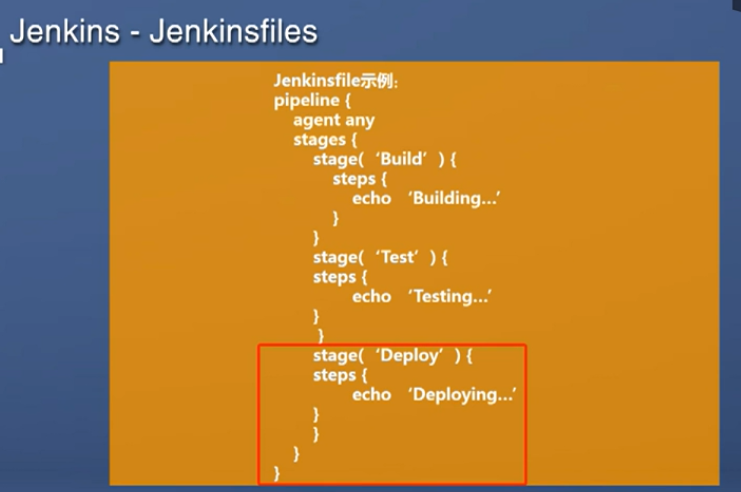 Jenkins - Jenkinsfiles
Jenkinsfile示例:
pipeline {
agent any
stages {
stage( ‘Build’ ) {
steps {
echo ‘Building...’
}
}
stage( ‘Test’ ) {
steps {
echo ‘Testing...’
}
}
stage( ‘Deploy’ ) {
steps {
echo ‘Deploying...’
}
}
}
}